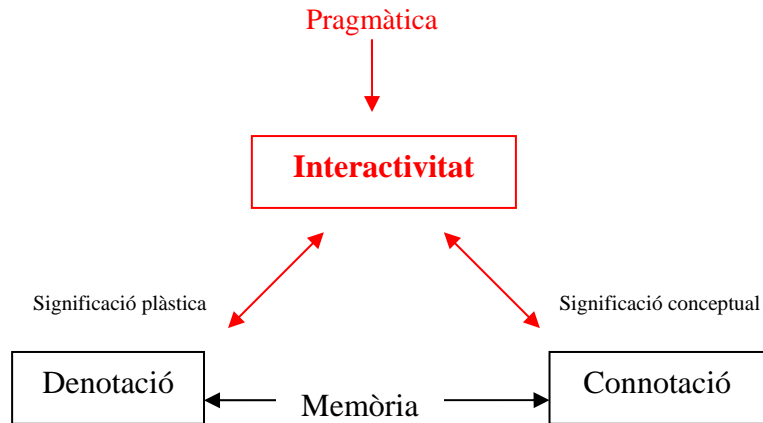 Pragmàtica
Interactivitat
Significació plàstica
Significació conceptual
Denotació
Memòria
Connotació